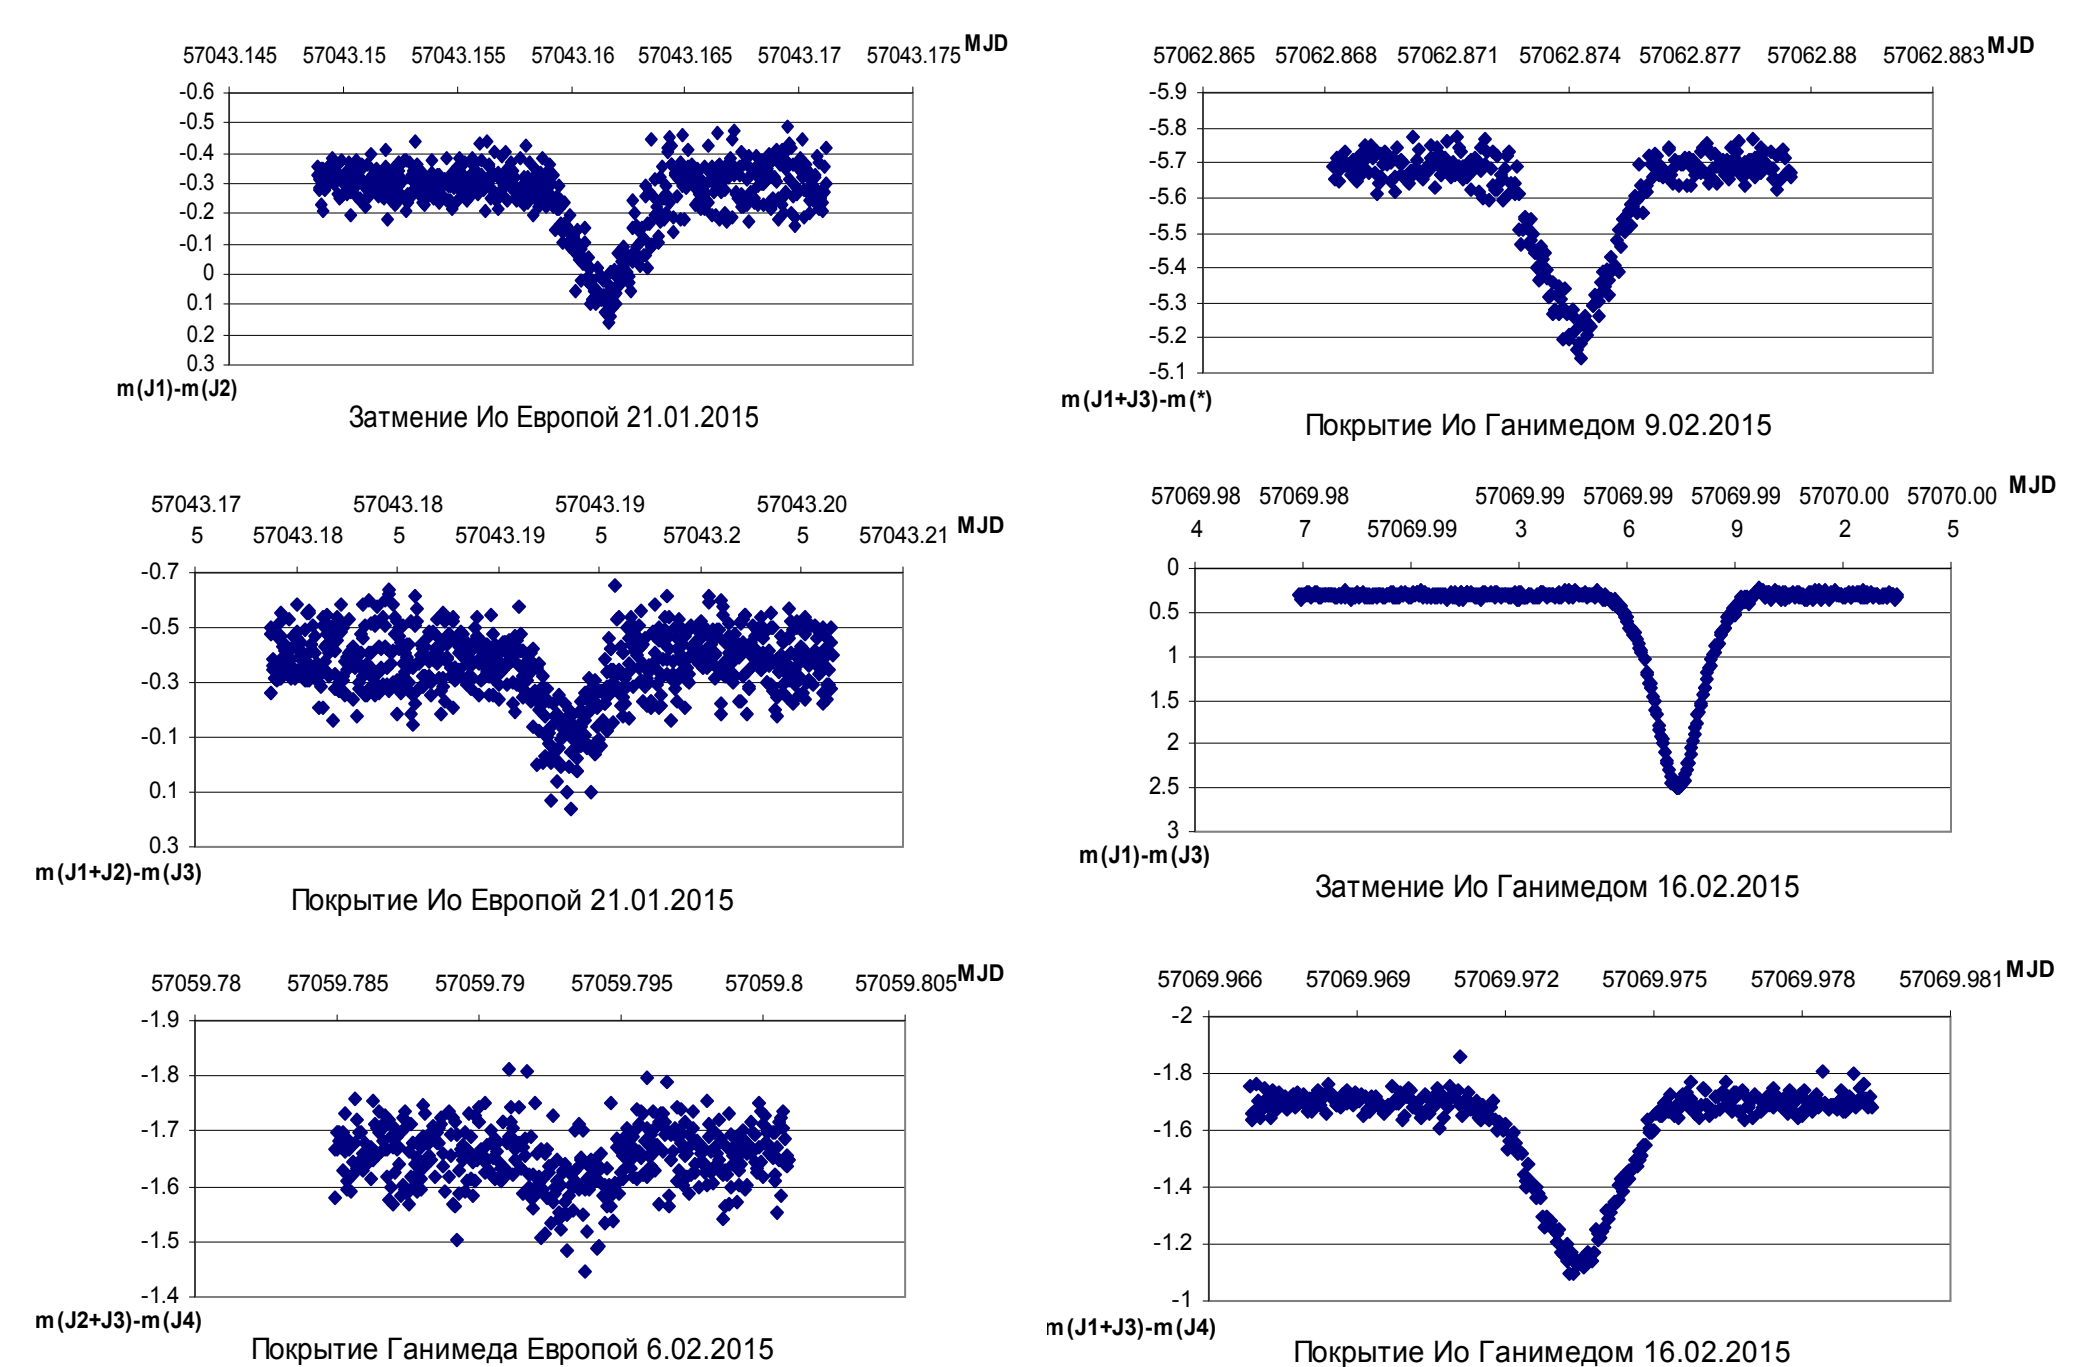 57043.145 57043.15 57043.155 57043.16 57043.165 57043.17 57043.175 MJD
-0.6
-0.5
-0.4
-0.3
-0.2
-0.1
0
0.1
0.2
0.3
m(J1)-m(J2)
Затмение Ио Европой 21.01.2015
57062.865 57062.868 57062.871 57062.874 57062.877 57062.88 57062.883 MJD
-5.9
-5.8
-5.7
-5.6
-5.5
-5.4
-5.3
-5.2
-5.1
m(J1+J3)-m(*)
Покрытие Ио Ганимедом 9.02.2015
57043.17 57043.18 57043.19 57043.20
5 57043.18 5 57043.19 5 57043.2 5 57043.21 MJD
-0.7
-0.5
-0.3
-0.1
0.1
0.3
m(J1+J2)-m(J3)
Покрытие Ио Европой 21.01.2015
57069.98 57069.98 57069.99 57069.99 57069.99 57070.00 57070.00 MJD
4 7 57069.99 3 6 9 2 5
0
0.5
1
1.5
2
2.5
3
m(J1)-m(J3)
Затмение Ио Ганимедом 16.02.2015
57059.78 57059.785 57059.79 57059.795 57059.8 57059.805 MJD
-1.9
-1.8
-1.7
-1.6
-1.5
-1.4
m(J2+J3)-m(J4)
Покрытие Ганимеда Европой 6.02.2015
57069.966 57069.969 57069.972 57069.975 57069.978 57069.981 MJD
-2
-1.8
-1.6
-1.4
-1.2
-1
m(J1+J3)-m(J4)
Покрытие Ио Ганимедом 16.02.2015